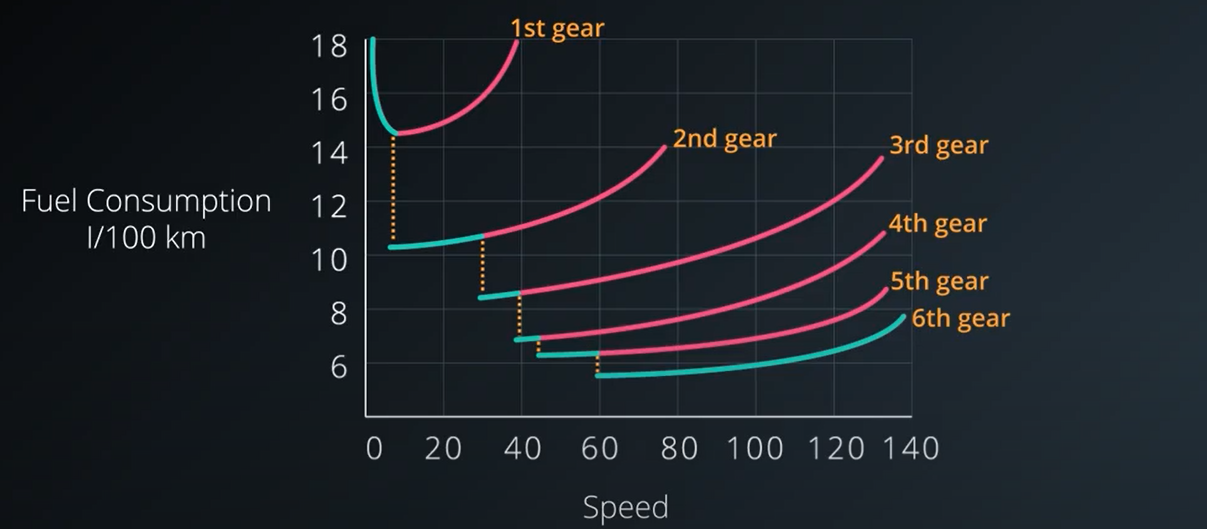 1st gear
18
16
14
2nd gear
3rd gear
12
Fuel Consumption
l/100 km
4th gear
10
5th gear
8
6th gear
6
0 20 40 60 80 100 120 140
Speed